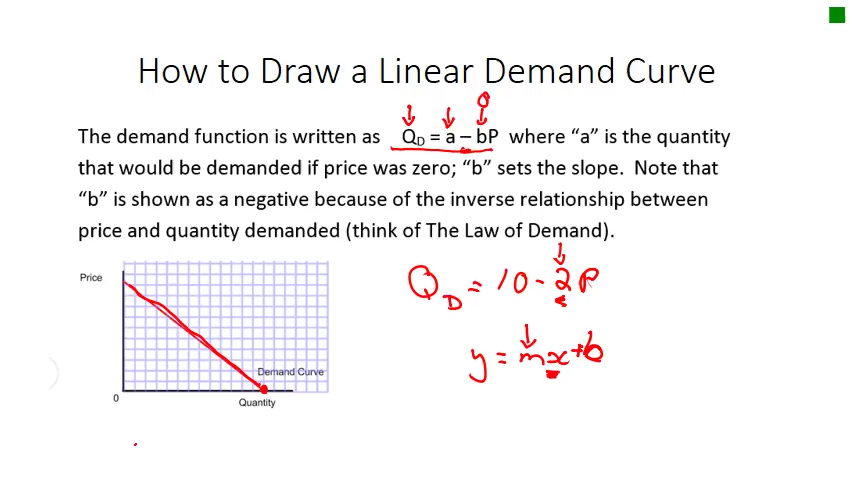 How to Draw a Linear Demand Curve
The demand function is written as Q_D = a – bP where “a” is the quantity
that would be demanded if price was zero; “b” sets the slope. Note that
“b” is shown as a negative because of the inverse relationship between
price and quantity demanded (think of The Law of Demand).
Price
Q_D = 10 - 2P
y = mx + b
Demand Curve
0
Quantity